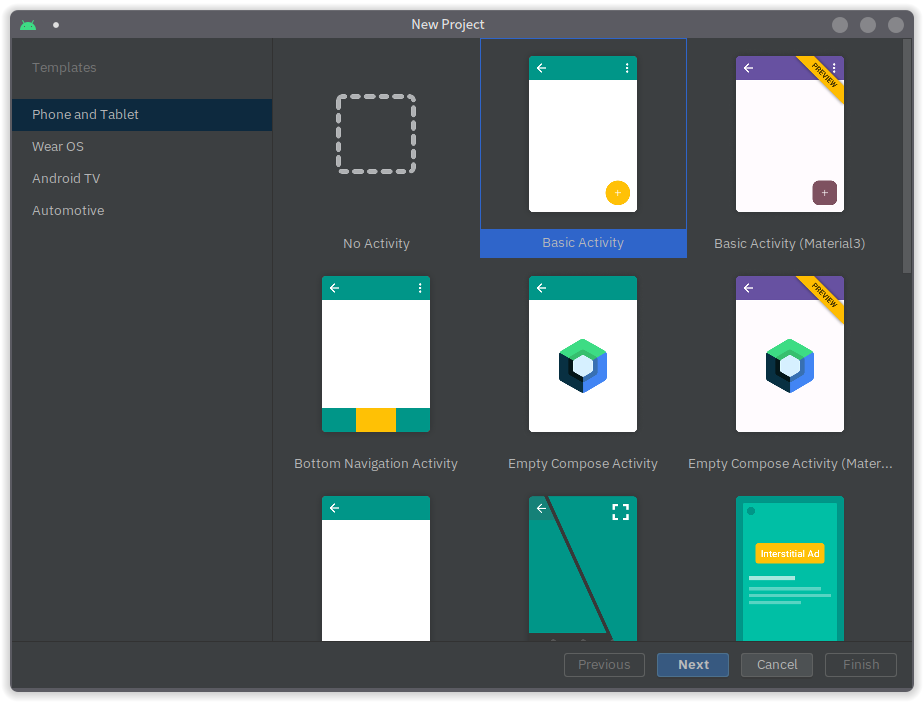 New Project
Templates
Phone and Tablet
Wear OS
Android TV
Automotive
No Activity
Basic Activity
PREVIEW
Basic Activity (Material3)
Bottom Navigation Activity
Empty Compose Activity
PREVIEW
Empty Compose Activity (Mater...
Interstitial Ad
Previous
Next
Cancel
Finish